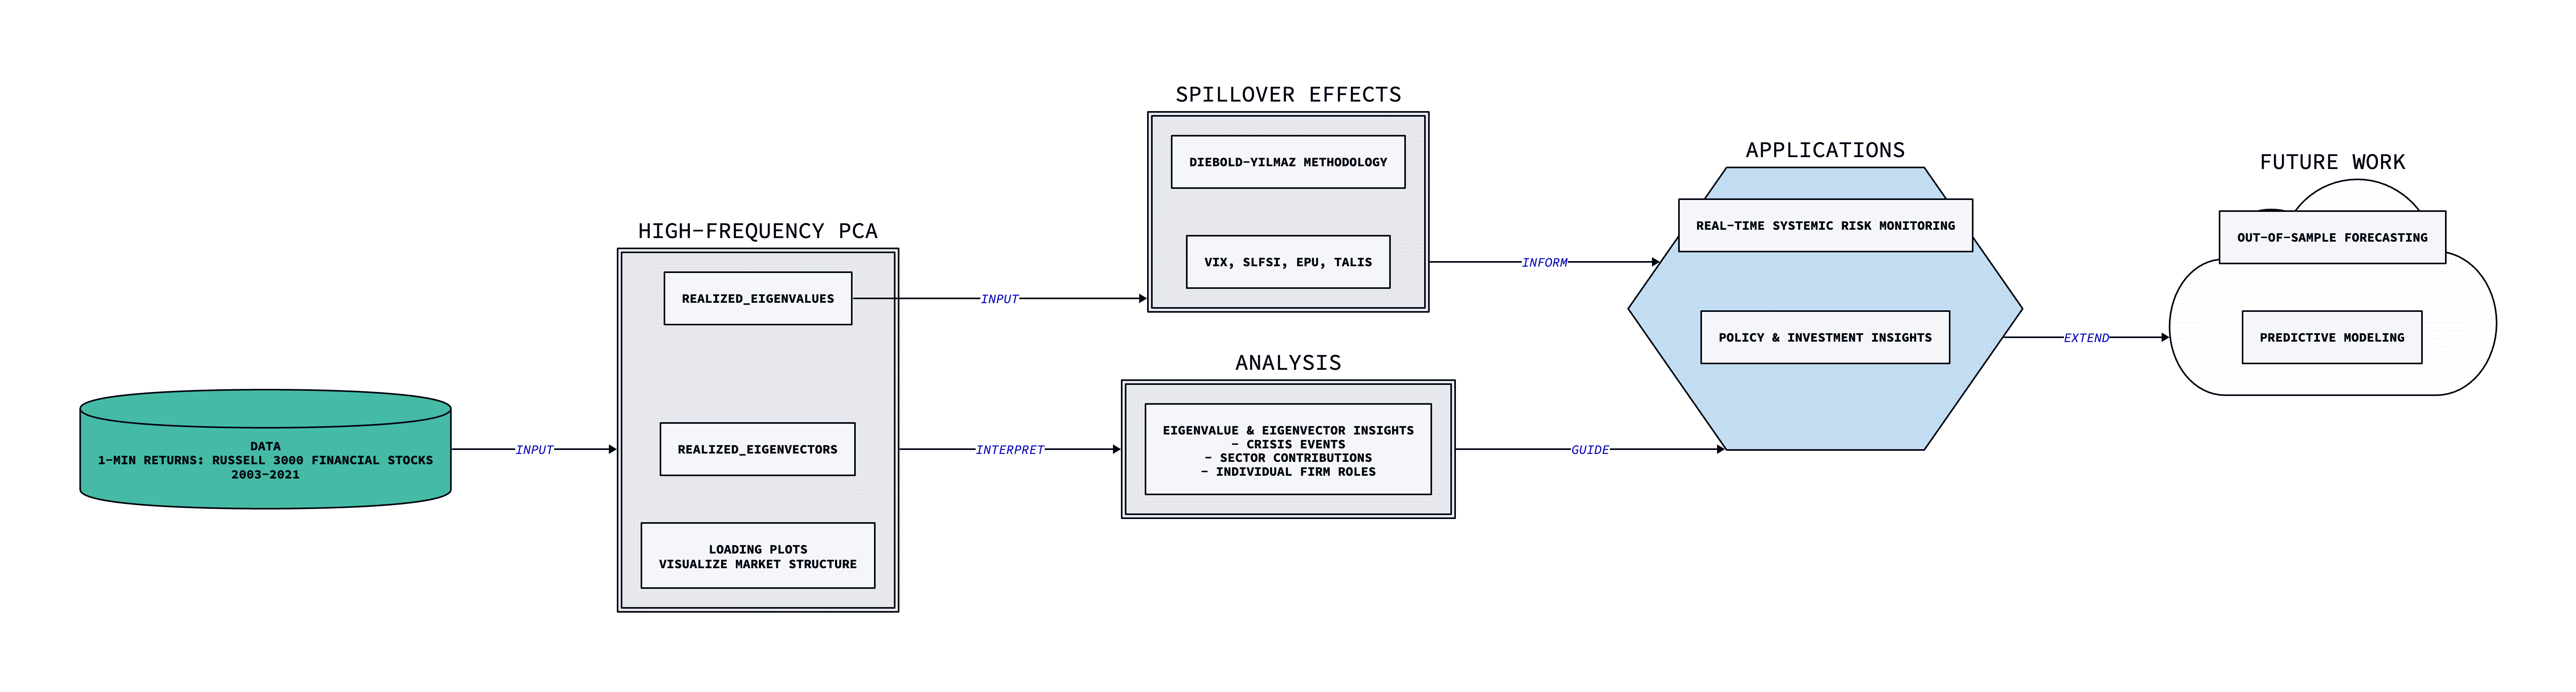 DATA
1-MIN RETURNS: RUSSELL 3000 FINANCIAL STOCKS
2003-2021
INPUT
HIGH-FREQUENCY PCA
REALIZED_EIGENVALUES
REALIZED_EIGENVECTORS
LOADING PLOTS
VISUALIZE MARKET STRUCTURE
INPUT
INTERPRET
SPILLOVER EFFECTS
DIEBOLD-YILMAZ METHODOLOGY
VIX, SLFSI, EPU, TALIS
ANALYSIS
EIGENVALUE & EIGENVECTOR INSIGHTS
- CRISIS EVENTS
- SECTOR CONTRIBUTIONS
- INDIVIDUAL FIRM ROLES
INFORM
GUIDE
APPLICATIONS
REAL-TIME SYSTEMIC RISK MONITORING
POLICY & INVESTMENT INSIGHTS
EXTEND
FUTURE WORK
OUT-OF-SAMPLE FORECASTING
PREDICTIVE MODELING